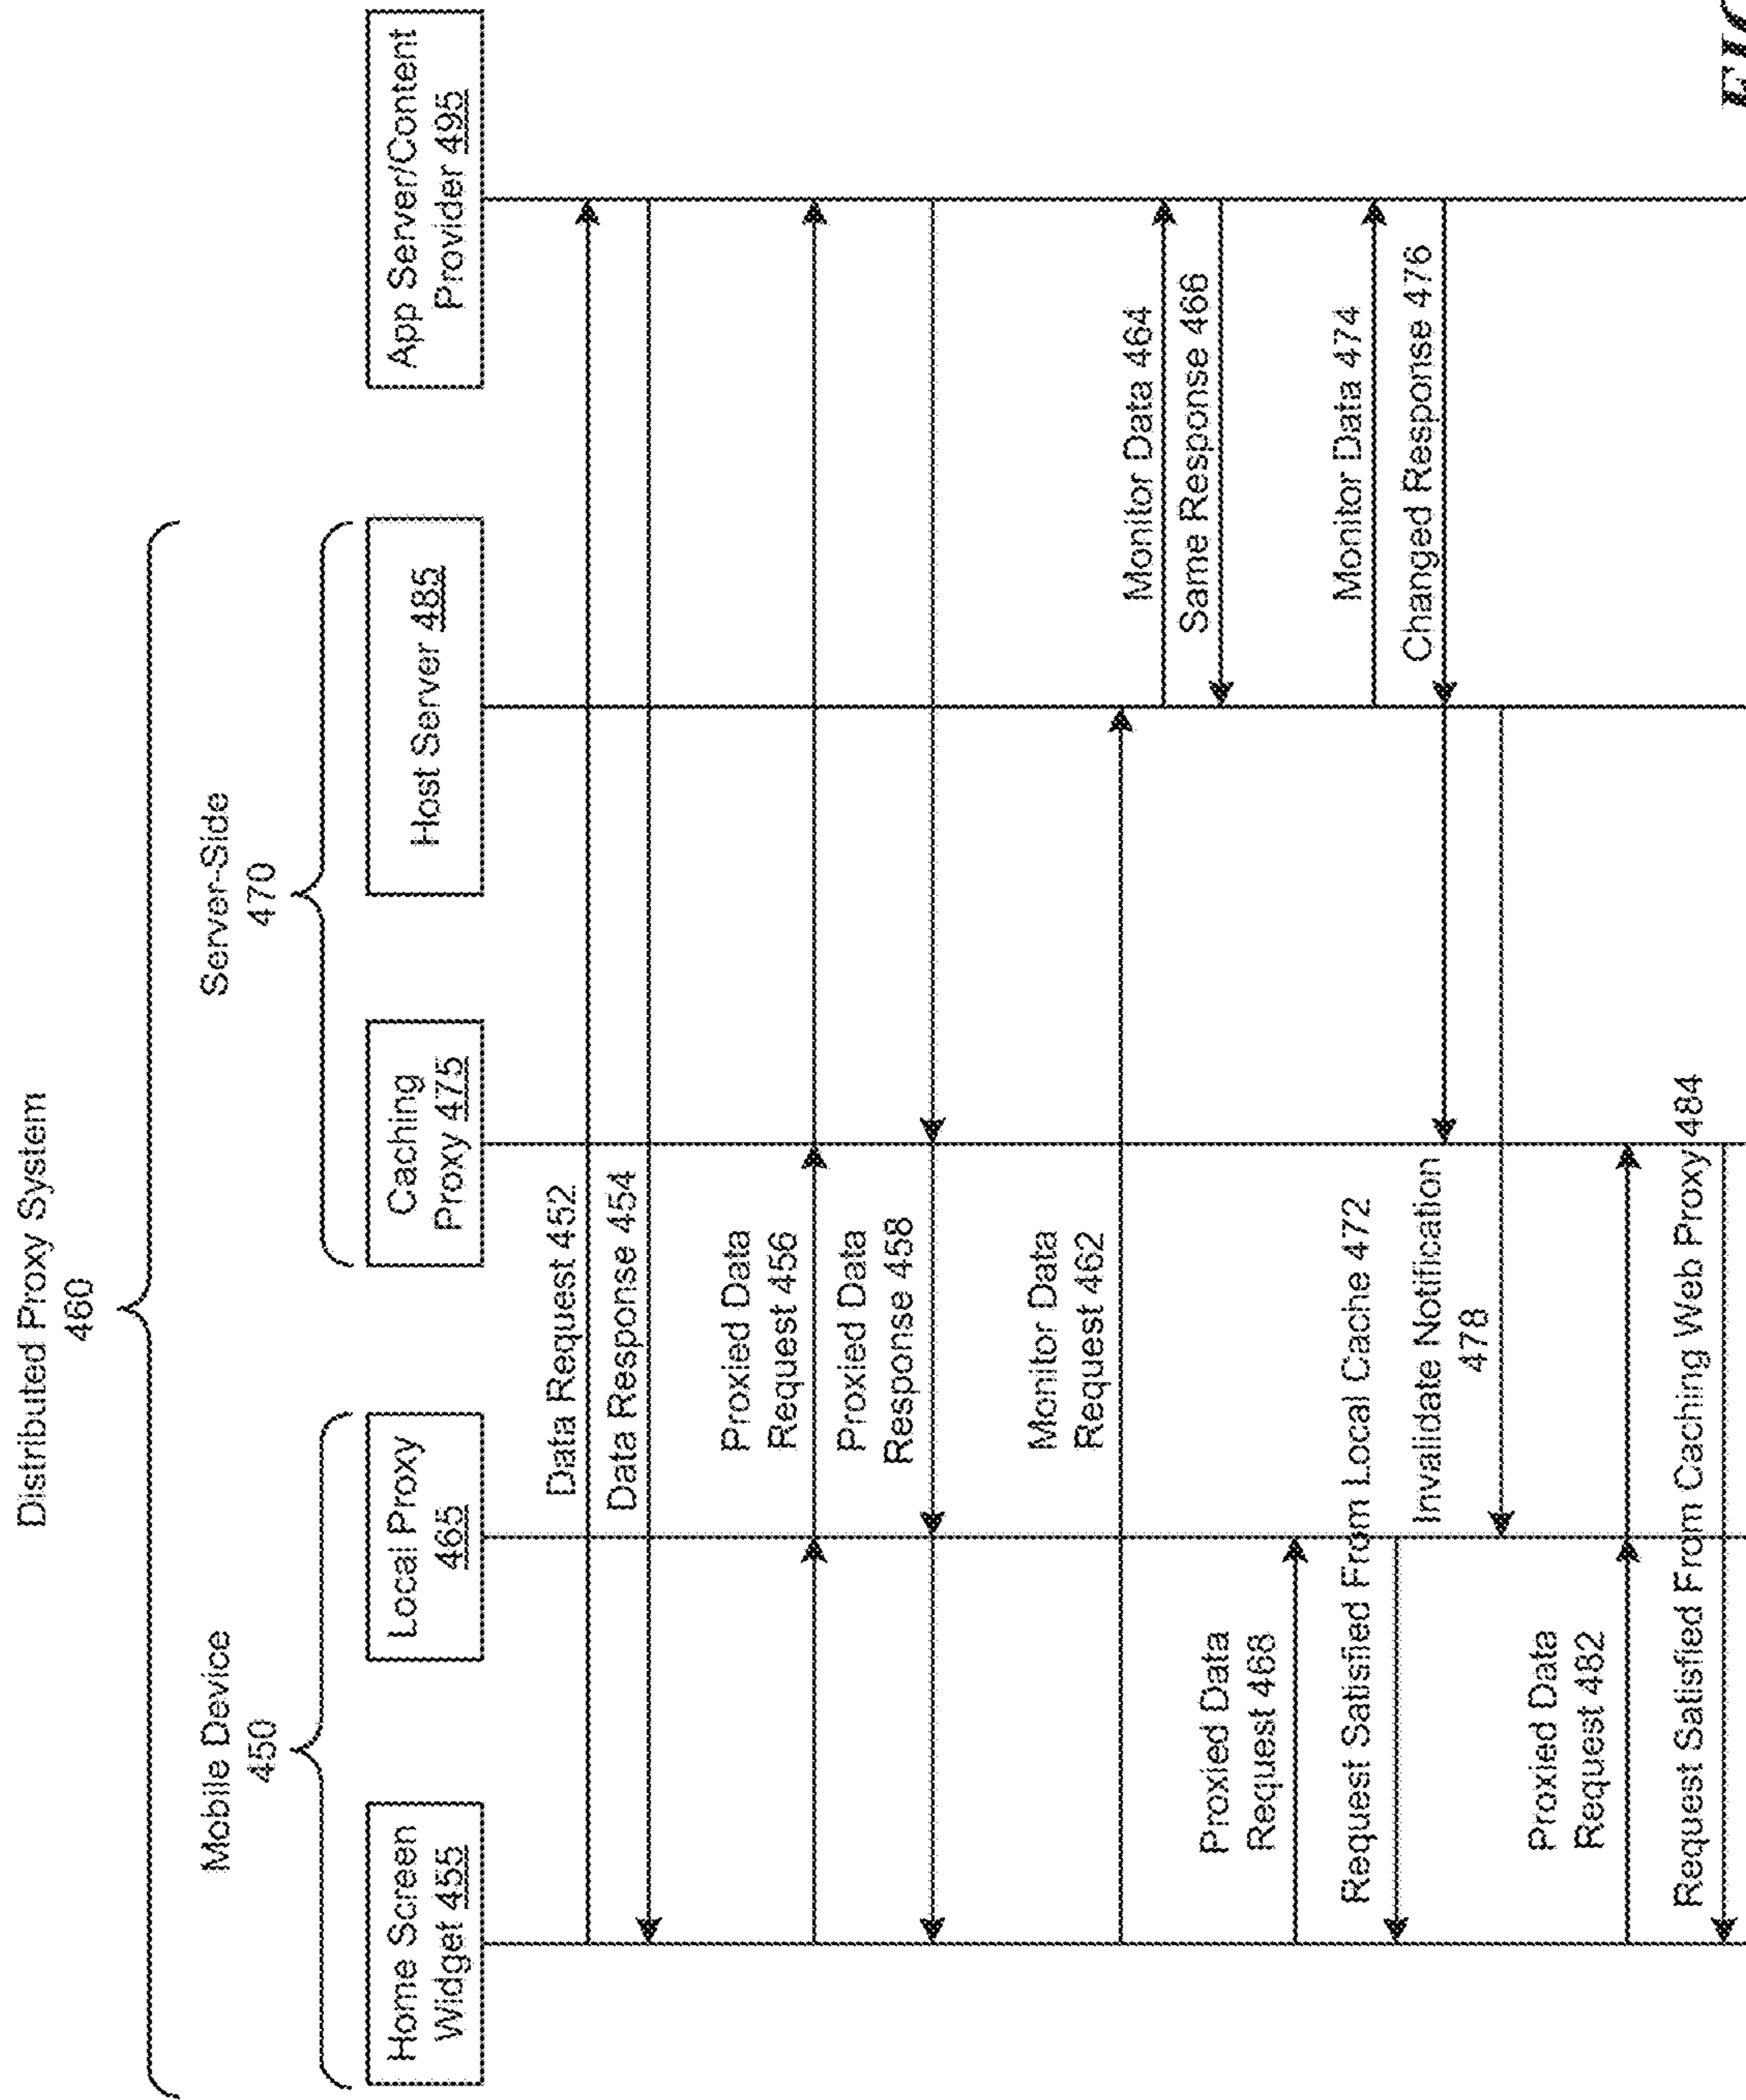 Distributed Proxy System
460
Mobile Device
450
Server-Side
470
Home Screen
Widget 455
Local Proxy
465
Caching
Proxy 475
Host Server 485
App Server/Content
Provider 495
Data Request 452
Data Response 454
Proxied Data
Request 456
Proxied Data
Response 458
Monitor Data
Request 462
Monitor Data 464
Same Response 466
Proxied Data
Request 468
Request Satisfied From Local Cache 472
Monitor Data 474
Changed Response 476
Invalidate Notification
478
Proxied Data
Request 482
Request Satisfied From Caching Web Proxy 484